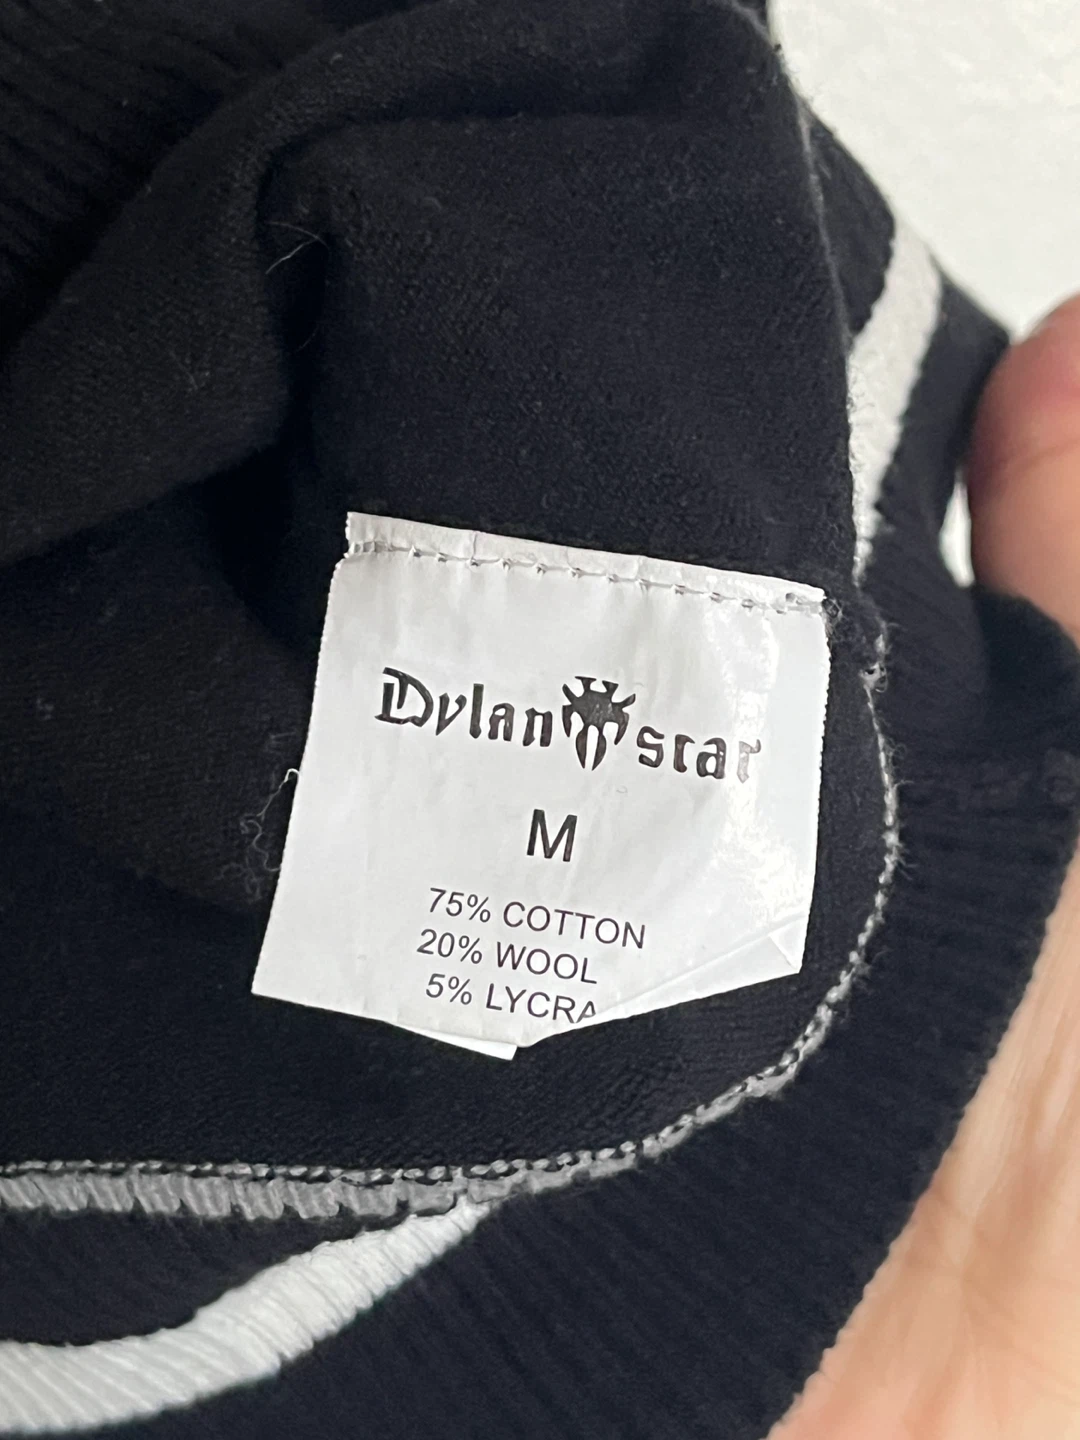 Dylan star
M
75% COTTON
20% WOOL
5% LYCRA